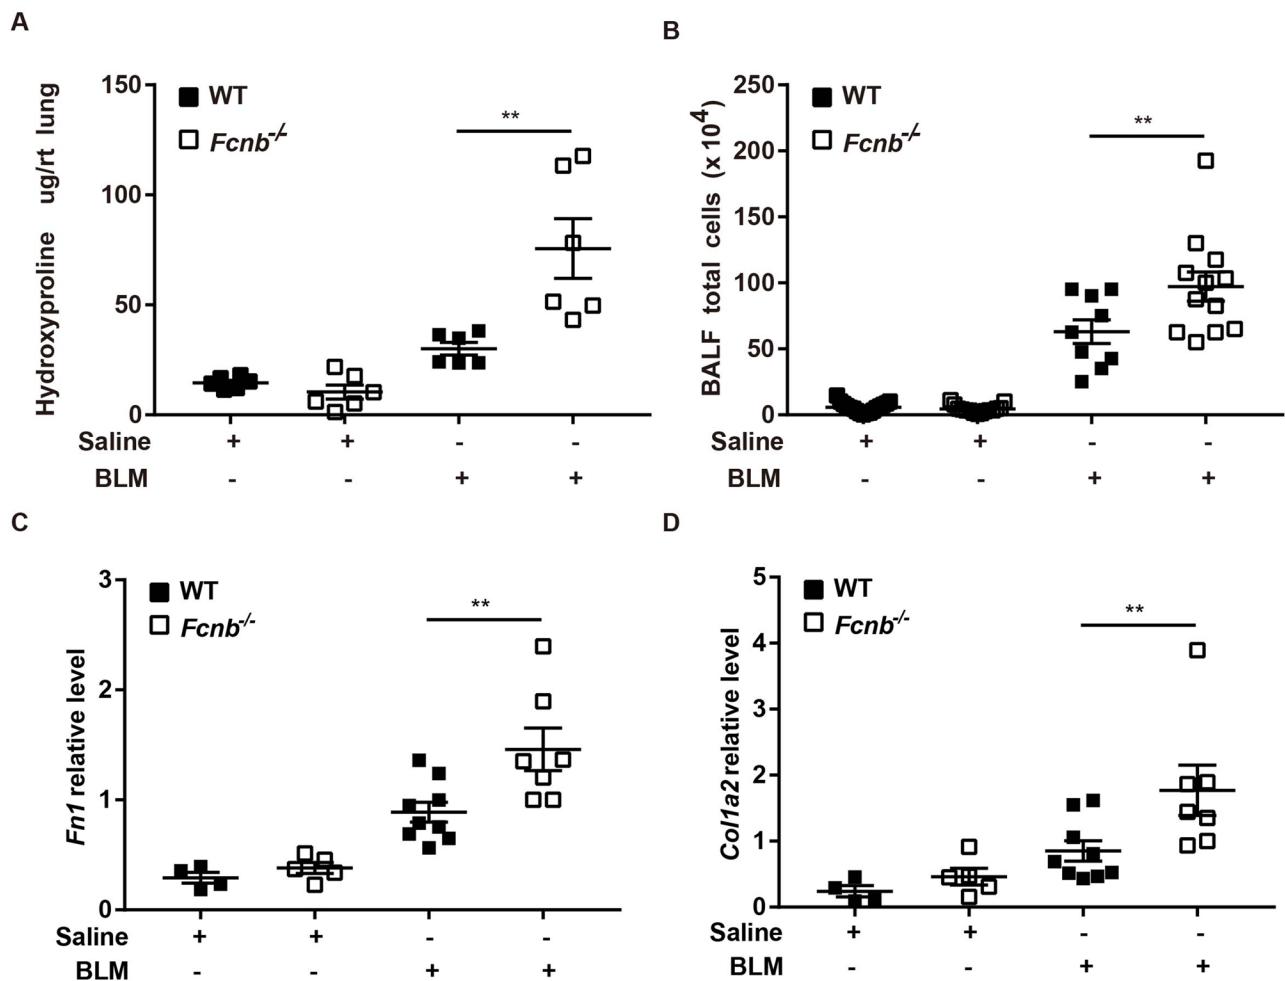 A
Hydroxyproline ug/rt lung
150
100
50
0
WT
Fcnb-/-
**
Saline + + - -
BLM - - + +
B
BALF total cells (x 10⁴)
250
200
150
100
50
0
WT
Fcnb-/-
**
Saline + + - -
BLM - - + +
C
Fn1 relative level
3
2
1
0
WT
Fcnb-/-
**
Saline + + - -
BLM - - + +
D
Col1a2 relative level
5
4
3
2
1
0
WT
Fcnb-/-
**
Saline + + - -
BLM - - + +